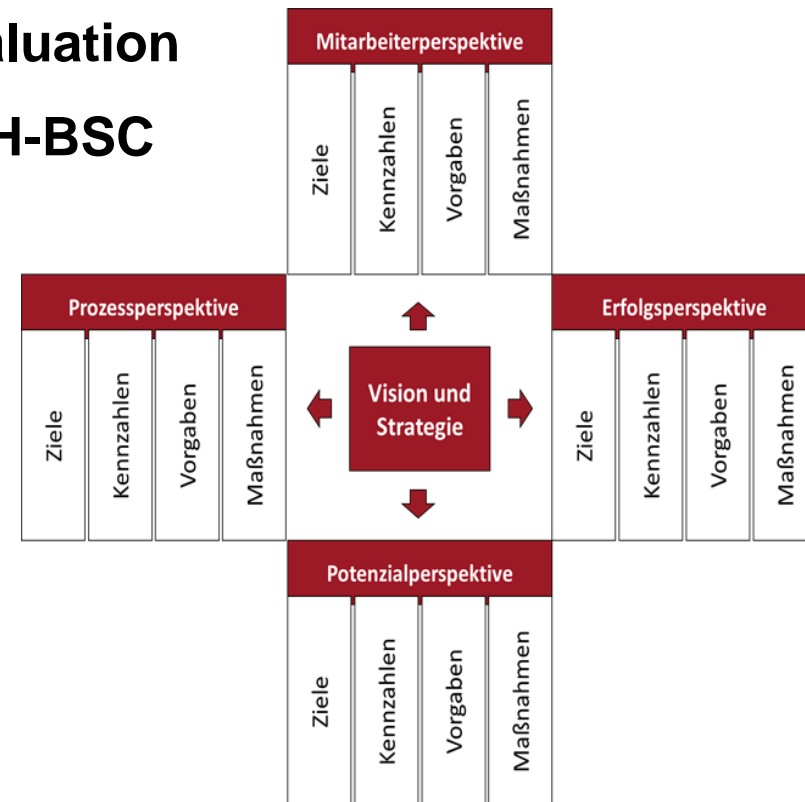 aluation
H-BSC
Mitarbeiterperspektive
Ziele
Kennzahlen
Vorgaben
Maßnahmen
Prozessperspektive
Ziele
Kennzahlen
Vorgaben
Maßnahmen
Vision und
Strategie
Erfolgsperspektive
Ziele
Kennzahlen
Vorgaben
Maßnahmen
Potenzialperspektive
Ziele
Kennzahlen
Vorgaben
Maßnahmen